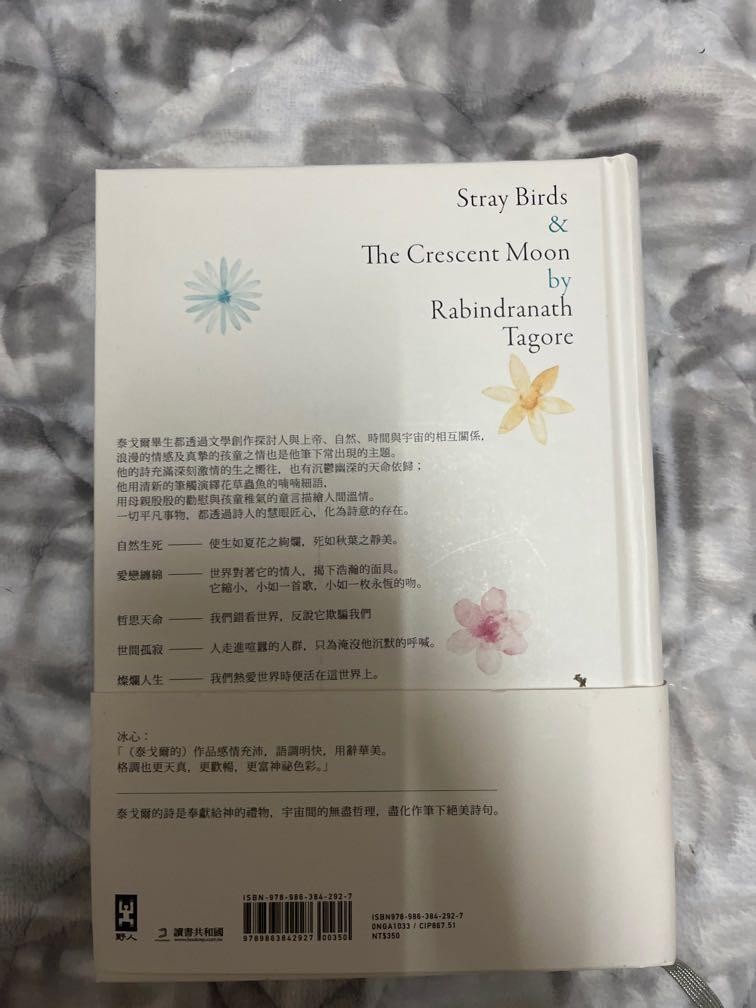 Stray Birds
&
The Crescent Moon
by
Rabindranath
Tagore
泰戈爾畢生都透過文學創作探討人與上帝、自然、時間與宇宙的相互關係，
浪漫的情感及真摯的孩童之情也是他筆下常出現的主題。
他的詩充滿深刻激情的生之嚮往，也有沉鬱幽深的天命依歸；
他用清新的筆觸演繹花草蟲魚的喃喃細語，
用母親殷殷的勸慰與孩童稚氣的童言描繪人間溫情。
一切平凡事物，都透過詩人的慧眼匠心，化為詩意的存在。
自然生死 —— 使生如夏花之絢爛，死如秋葉之靜美。
愛戀纏綿 —— 世界對著它的情人，揭下浩瀚的面具。
它縮小，小如一首歌，小如一枚永恆的吻。
哲思天命 —— 我們錯看世界，反說它欺騙我們
世間孤寂 —— 人走進喧囂的人群，只為淹沒他沉默的呼喊。
燦爛人生 —— 我們熱愛世界時便活在這世界上。
冰心：
「（泰戈爾的）作品感情充沛，語調明快，用辭華美。
格調也更天真，更歡暢，更富神祕色彩。」
泰戈爾的詩是奉獻給神的禮物，宇宙間的無盡哲理，盡化作筆下絕美詩句。
野人
讀書共和國
www.bookrep.com.tw
ISBN-978-986-384-292-7
9789863842927
00350
ISBN978-986-384-292-7
0NGA1033 / CIP867.51
NT$350